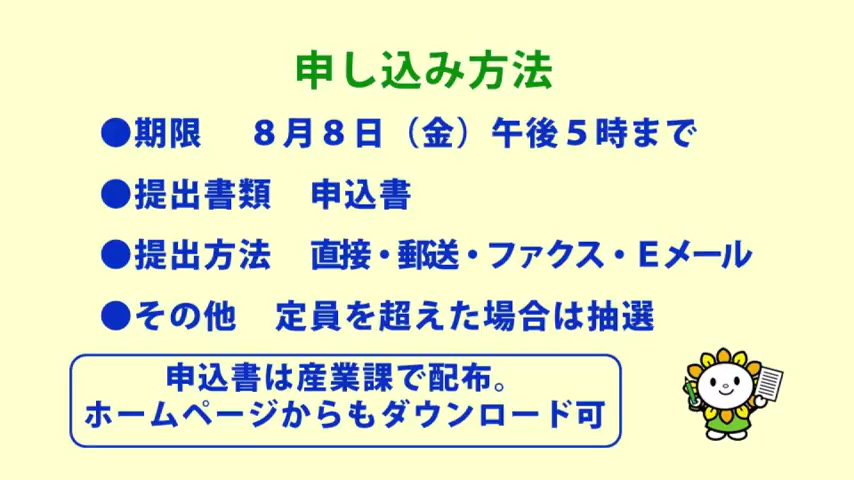 申し込み方法
●期限　８月８日（金）午後５時まで
●提出書類　申込書
●提出方法　直接・郵送・ファクス・Ｅメール
●その他　定員を超えた場合は抽選
申込書は産業課で配布。
ホームページからもダウンロード可